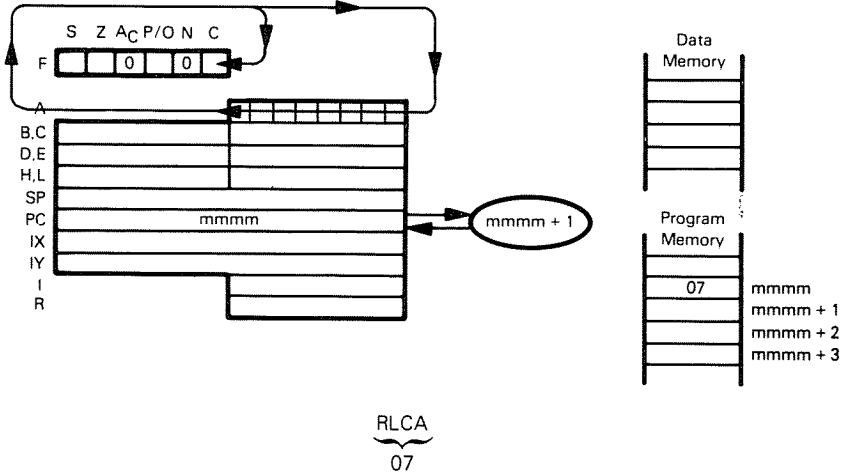 S Z AC P/O N C
F 0 0
A
B,C
D,E
H,L
SP
PC mmmm mmmm + 1
IX
IY
I
R
Data
Memory
Program
Memory
07 mmmm
mmmm + 1
mmmm + 2
mmmm + 3
RLCA
07